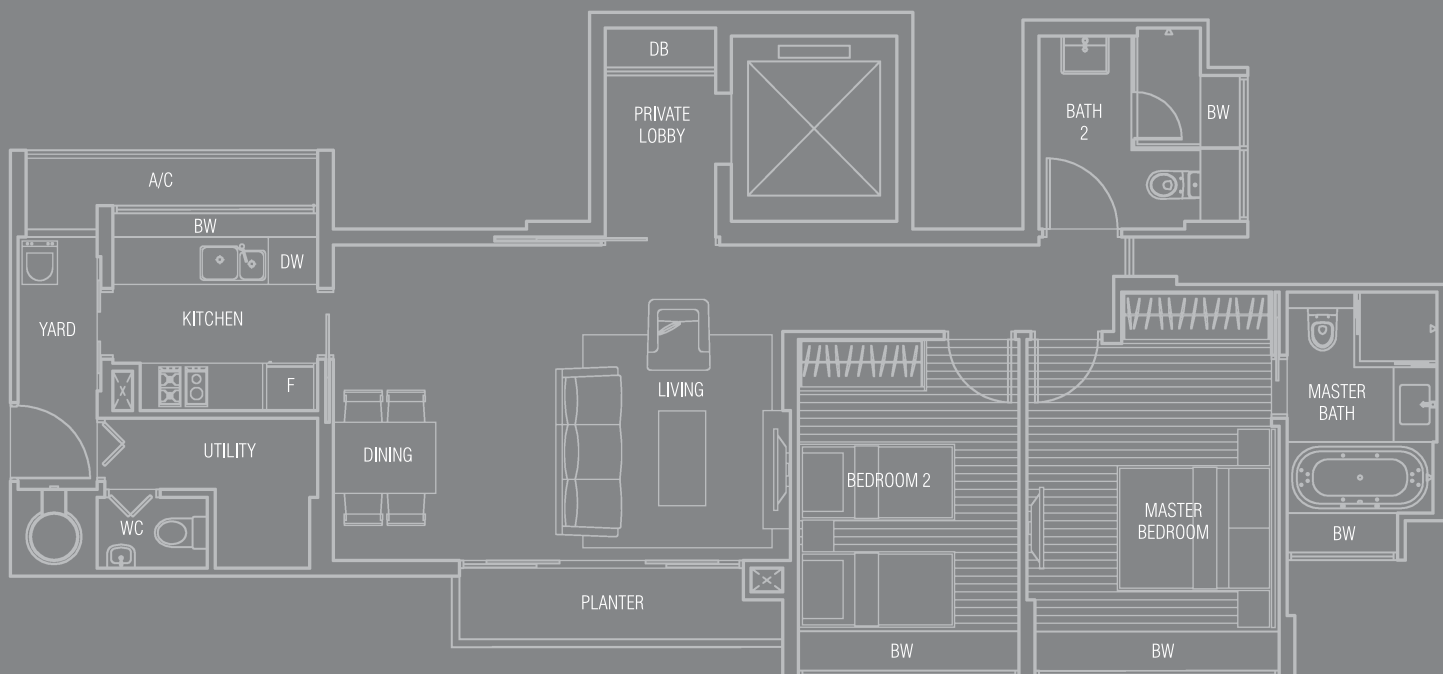 DB
PRIVATE
LOBBY
BATH
2
BW
A/C
BW
DW
YARD
KITCHEN
F
LIVING
MASTER
BATH
UTILITY
DINING
BEDROOM 2
MASTER
BEDROOM
WC
BW
PLANTER
BW
BW